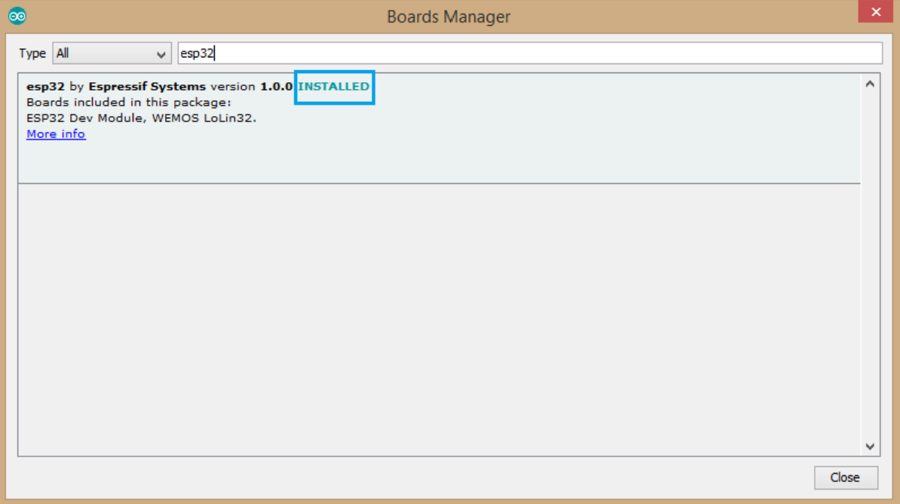 Boards Manager
Type All esp32
esp32 by Espressif Systems version 1.0.0 INSTALLED
Boards included in this package:
ESP32 Dev Module, WEMOS LoLin32.
More info
Close